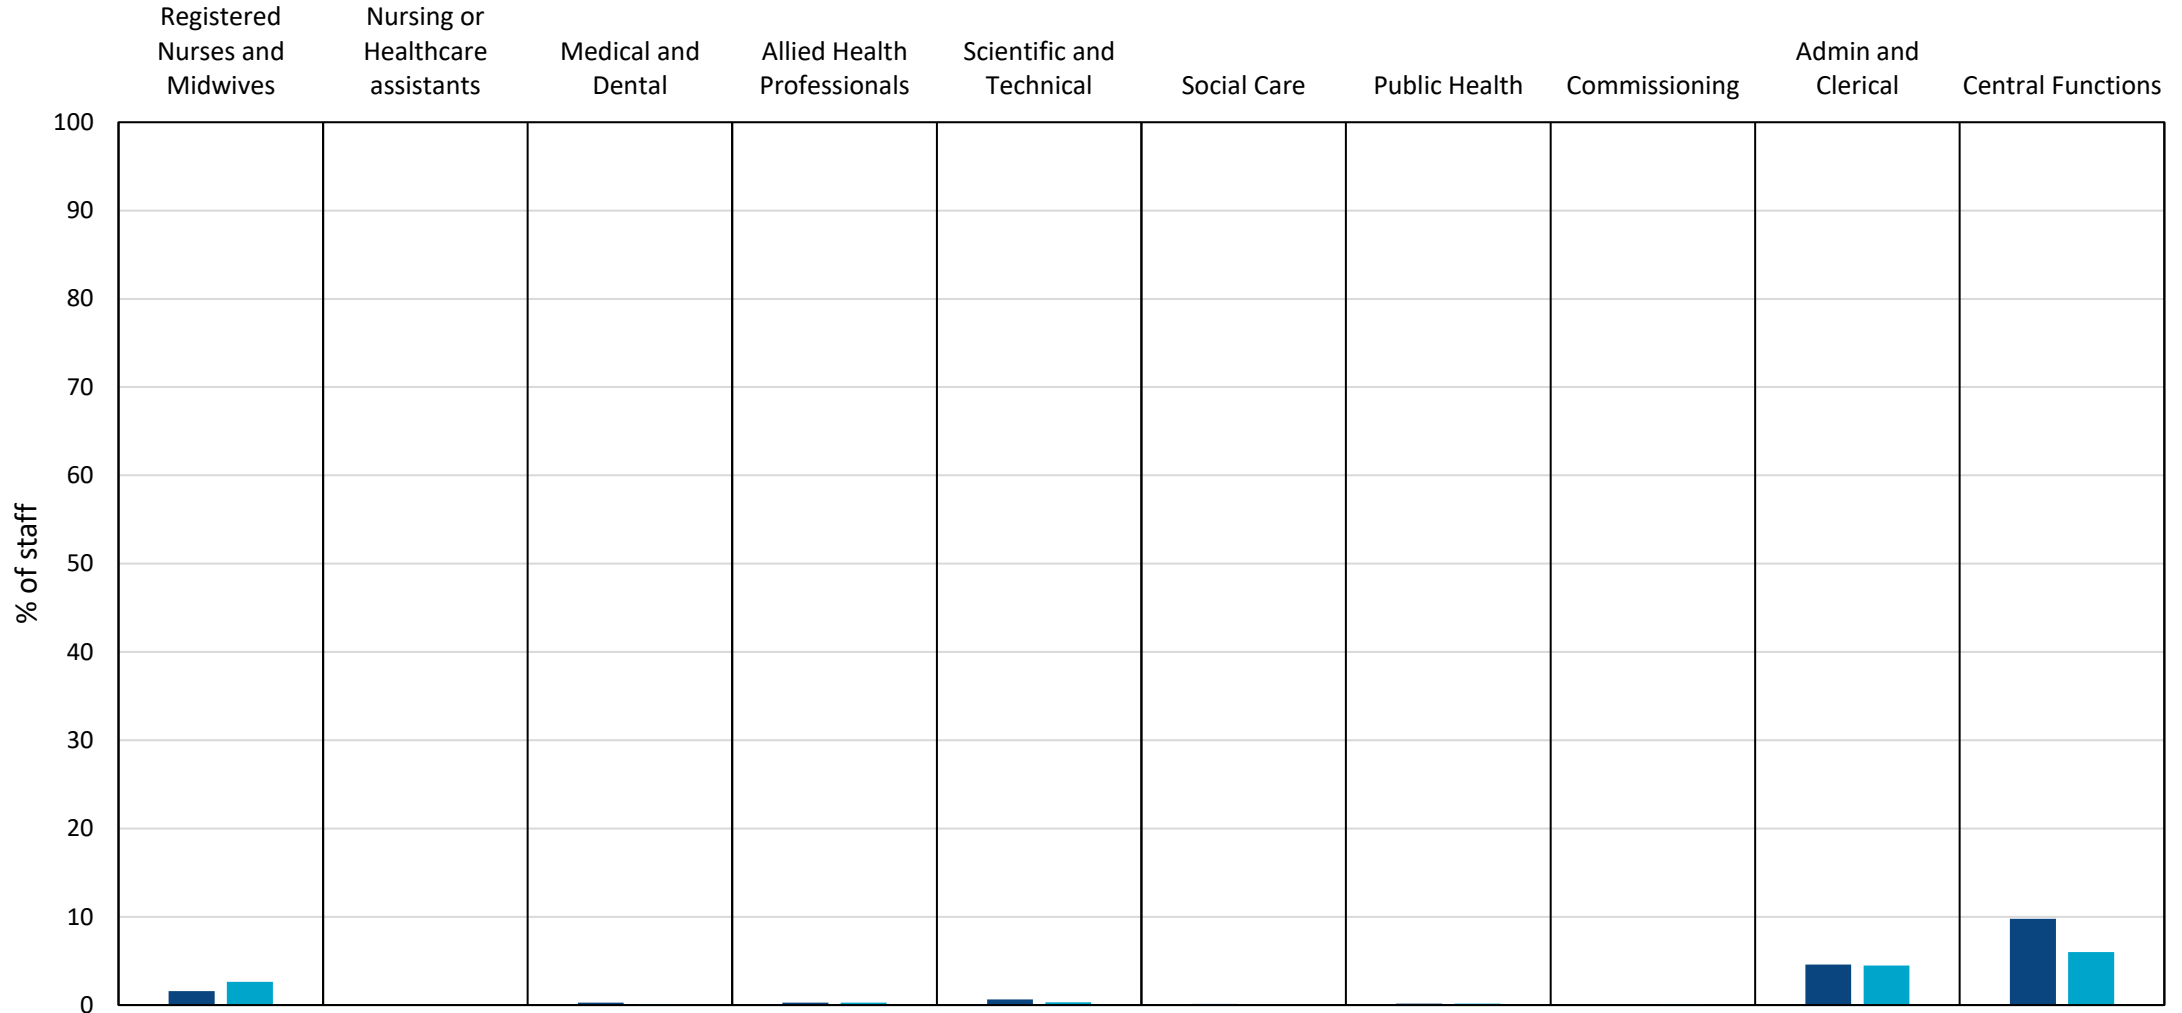 Registered
Nurses and
Midwives
Nursing or
Healthcare
assistants
Medical and
Dental
Allied Health
Professionals
Scientific and
Technical
Social Care
Public Health
Commissioning
Admin and
Clerical
Central Functions
100
90
80
70
60
50
40
30
20
10
0
% of staff